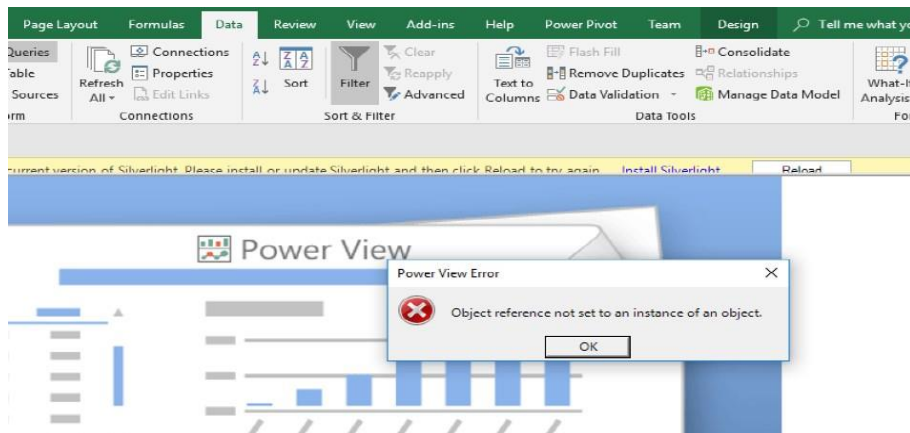 Page Layout Formulas Data Review View Add-ins Help Power Pivot Team Design Tell me what yo
Queries Connections Clear Flash Fill Consolidate
Table Properties Reapply Remove Duplicates Relationships
Sources Refresh All Edit Links Sort Filter Advanced Text to Columns Data Validation Manage Data Model What-I Analysis
rm Connections Sort & Filter Data Tools Fo
current version of Silverlight. Please install or update Silverlight and then click Reload to try again. Install Silverlight Reload
Power View
Power View Error
Object reference not set to an instance of an object.
OK